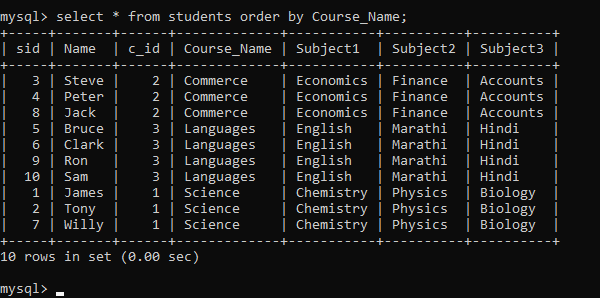 mysql> select * from students order by Course_Name;
+-----+-------+------+-------------+-----------+----------+----------+
| sid | Name  | c_id | Course_Name | Subject1  | Subject2 | Subject3 |
+-----+-------+------+-------------+-----------+----------+----------+
|   3 | Steve |    2 | Commerce    | Economics | Finance  | Accounts |
|   4 | Peter |    2 | Commerce    | Economics | Finance  | Accounts |
|   8 | Jack  |    2 | Commerce    | Economics | Finance  | Accounts |
|   5 | Bruce |    3 | Languages   | English   | Marathi  | Hindi    |
|   6 | Clark |    3 | Languages   | English   | Marathi  | Hindi    |
|   9 | Ron   |    3 | Languages   | English   | Marathi  | Hindi    |
|  10 | Sam   |    3 | Languages   | English   | Marathi  | Hindi    |
|   1 | James |    1 | Science     | Chemistry | Physics  | Biology  |
|   2 | Tony  |    1 | Science     | Chemistry | Physics  | Biology  |
|   7 | Willy |    1 | Science     | Chemistry | Physics  | Biology  |
+-----+-------+------+-------------+-----------+----------+----------+
10 rows in set (0.00 sec)
mysql> _